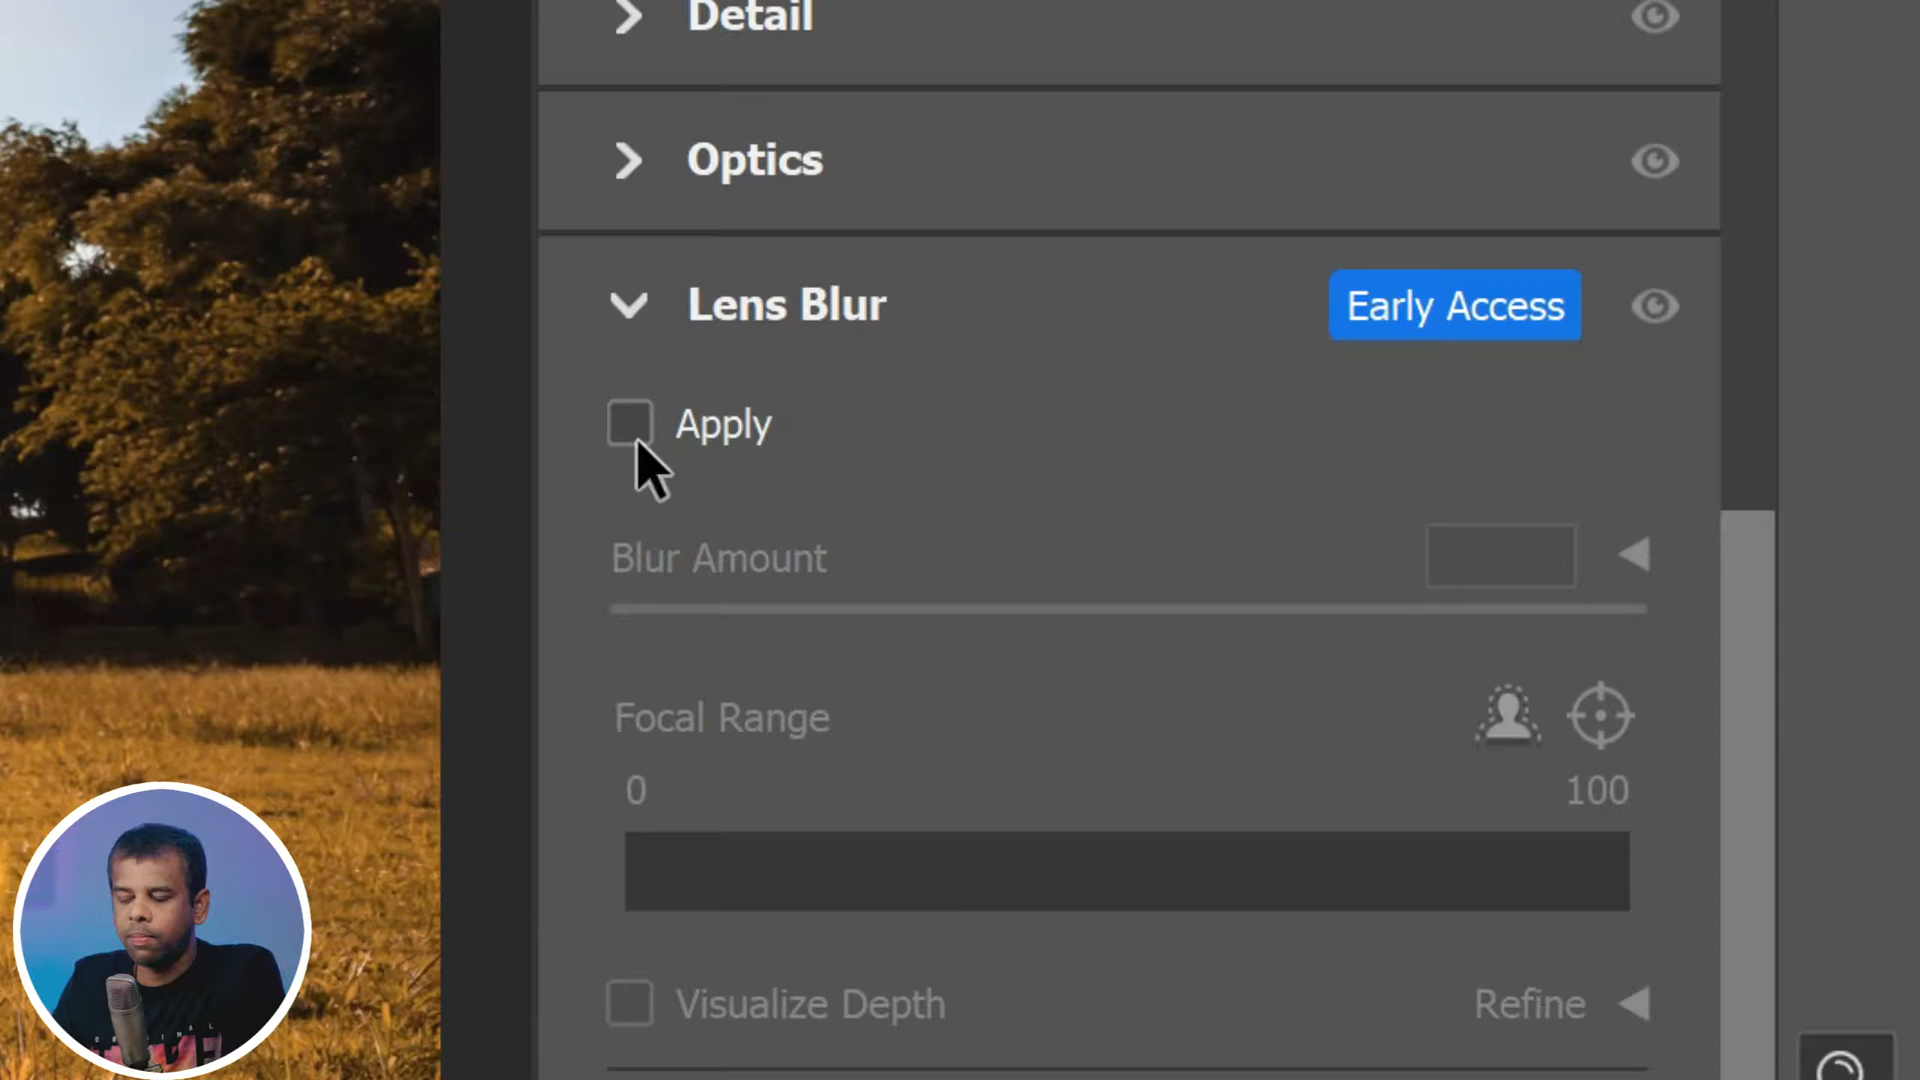 Detail
Optics
Lens Blur Early Access
Apply
Blur Amount
Focal Range
0 100
Visualize Depth Refine